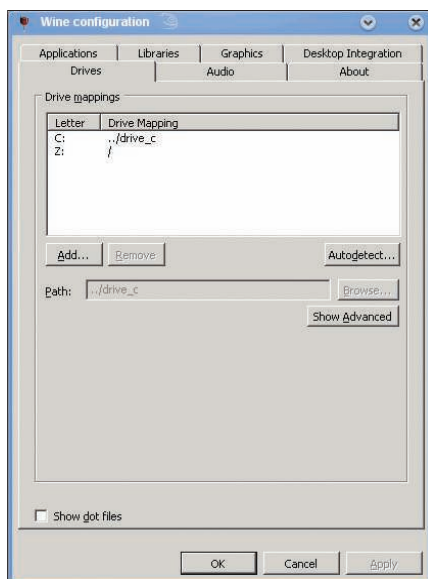 Wine configuration
Applications Libraries Graphics Desktop Integration
Drives Audio About
Drive mappings
Letter Drive Mapping
C: ../drive_c
Z: /
Add... Remove Autodetect...
Path: ../drive_c Browse...
Show Advanced
Show dot files
OK Cancel Apply